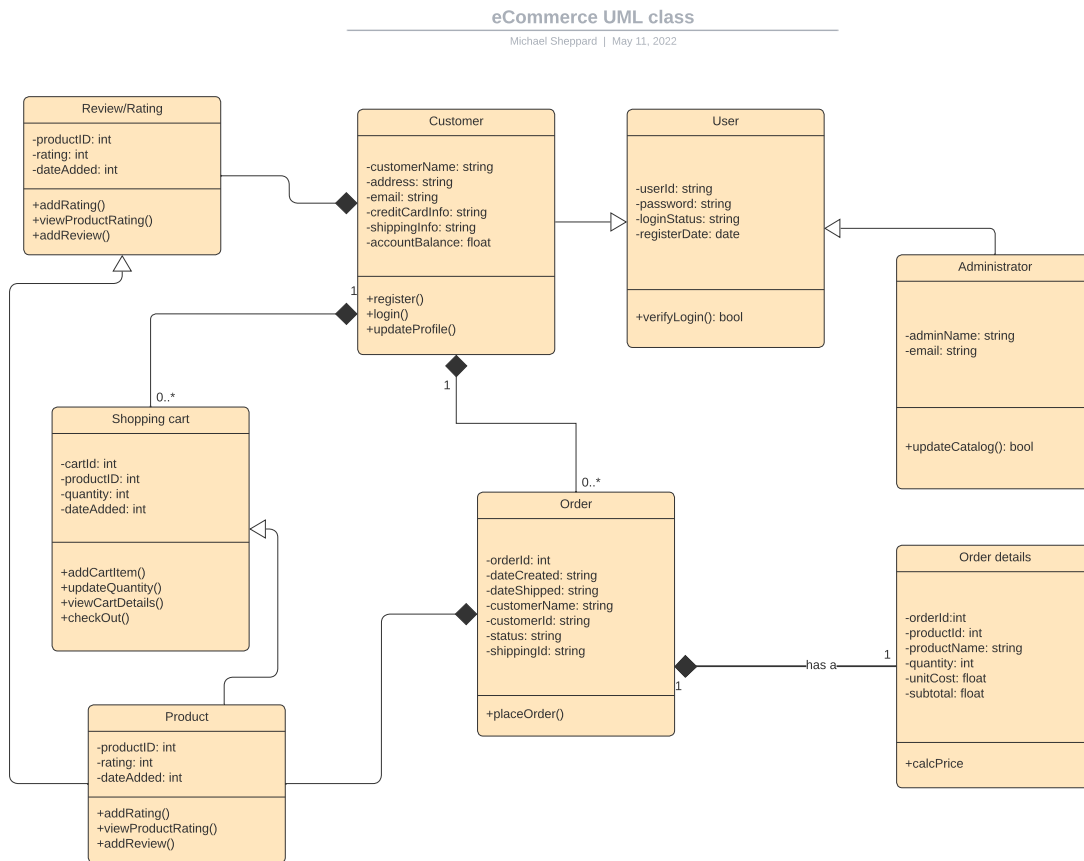 eCommerce UML class
Michael Sheppard | May 11, 2022
Review/Rating
-productID: int
-rating: int
-dateAdded: int
+addRating()
+viewProductRating()
+addReview()
Customer
-customerName: string
-address: string
-email: string
-creditCardInfo: string
-shippingInfo: string
-accountBalance: float
+register()
+login()
+updateProfile()
User
-userId: string
-password: string
-loginStatus: string
-registerDate: date
+verifyLogin(): bool
Administrator
-adminName: string
-email: string
+updateCatalog(): bool
1
0..*
1
0..*
Shopping cart
-cartId: int
-productID: int
-quantity: int
-dateAdded: int
+addCartItem()
+updateQuantity()
+viewCartDetails()
+checkOut()
Order
-orderId: int
-dateCreated: string
-dateShipped: string
-customerName: string
-customerId: string
-status: string
-shippingId: string
+placeOrder()
1
has a
1
Order details
-orderId:int
-productId: int
-productName: string
-quantity: int
-unitCost: float
-subtotal: float
+calcPrice
Product
-productID: int
-rating: int
-dateAdded: int
+addRating()
+viewProductRating()
+addReview()